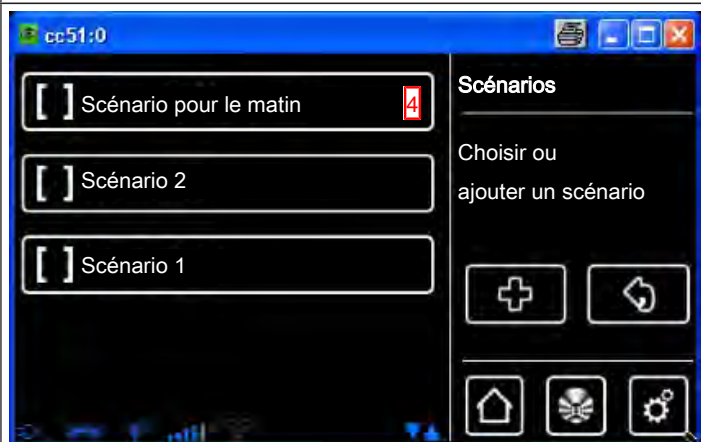 cc51:0
Scénario pour le matin 4
Scénario 2
Scénario 1
Scénarios
Choisir ou
ajouter un scénario